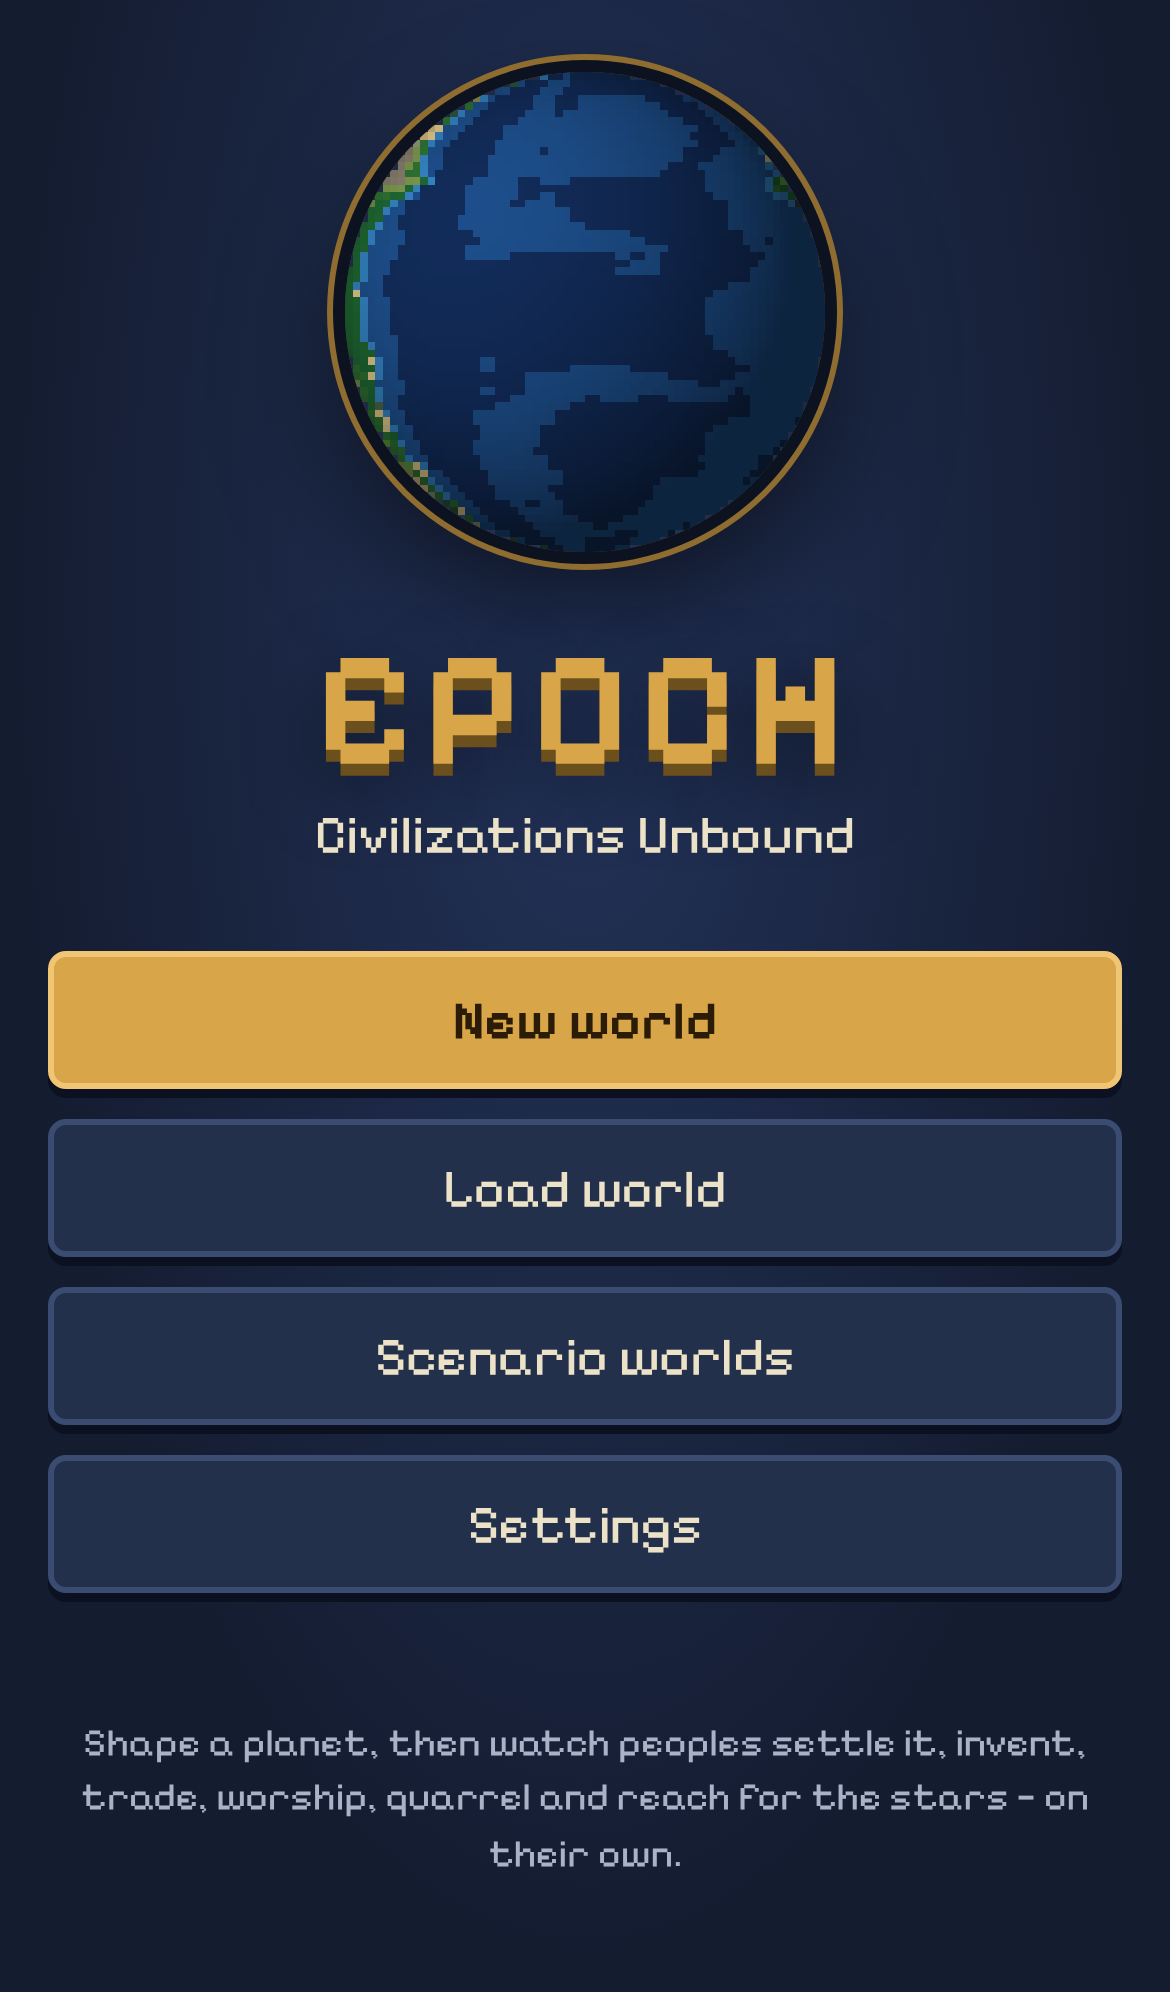 EPOCH
Civilizations Unbound
New world
Load world
Scenario worlds
Settings
Shape a planet, then watch peoples settle it, invent,
trade, worship, quarrel and reach for the stars - on
their own.